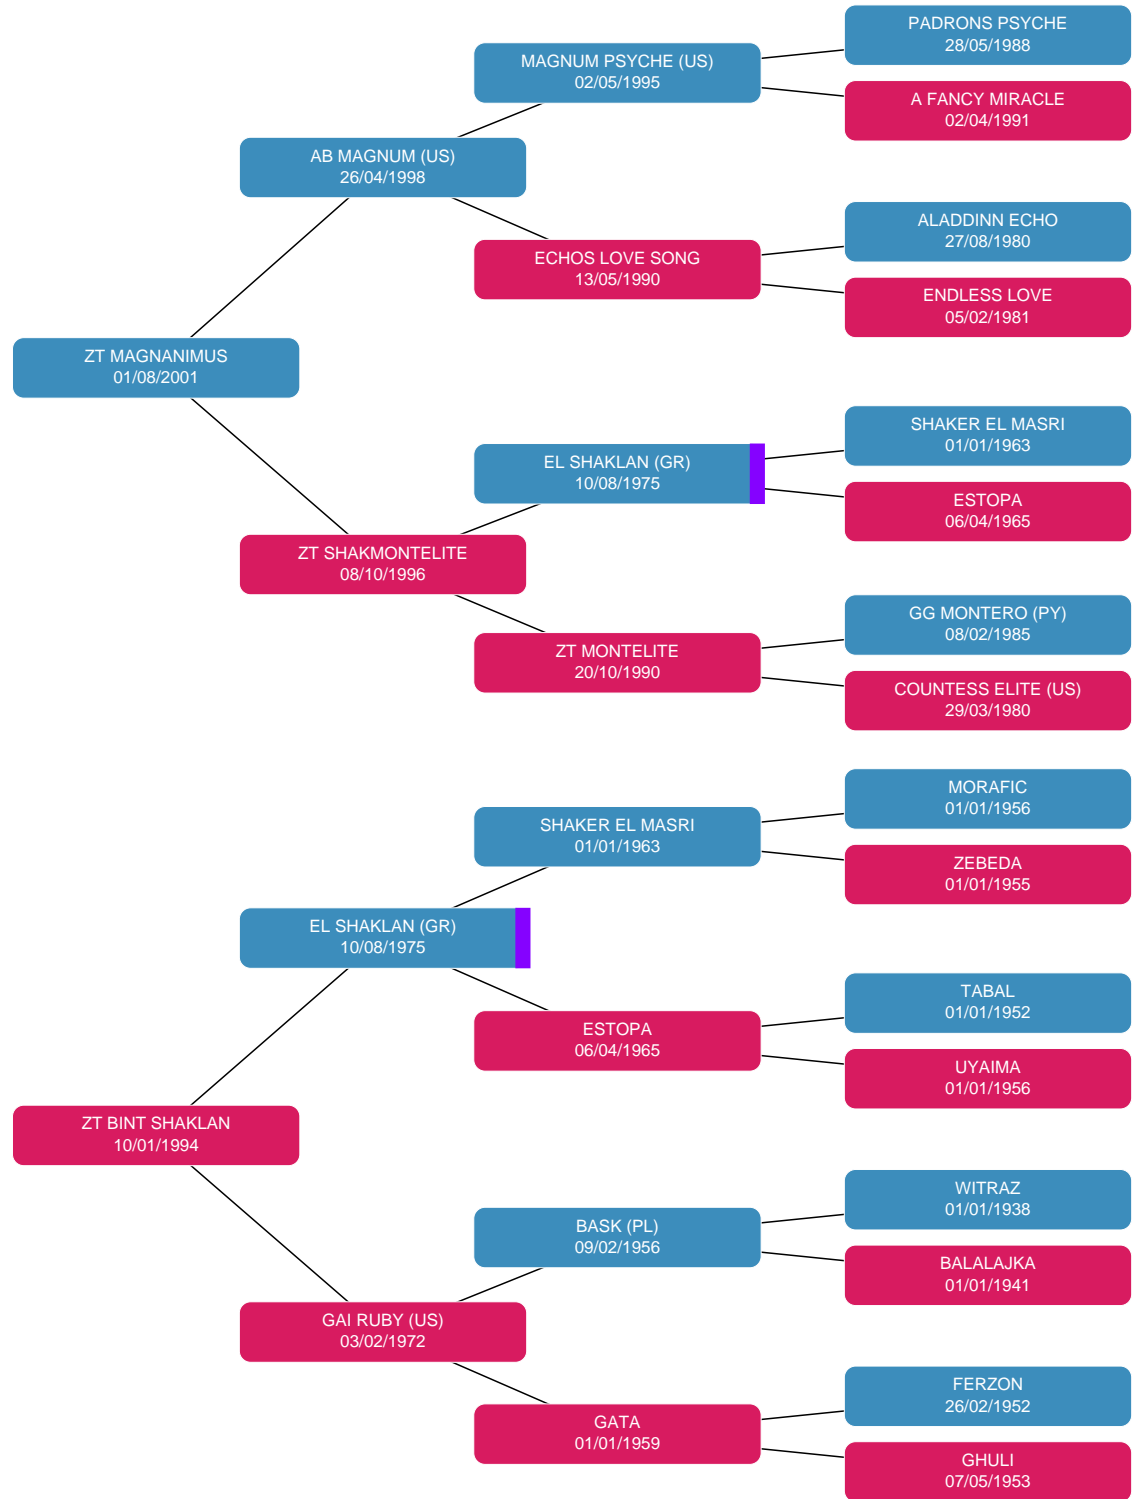 PADRONS PSYCHE
28/05/1988
MAGNUM PSYCHE (US)
02/05/1995
A FANCY MIRACLE
02/04/1991
AB MAGNUM (US)
26/04/1998
ALADDINN ECHO
27/08/1980
ECHOS LOVE SONG
13/05/1990
ENDLESS LOVE
05/02/1981
ZT MAGNANIMUS
01/08/2001
SHAKER EL MASRI
01/01/1963
EL SHAKLAN (GR)
10/08/1975
ESTOPA
06/04/1965
ZT SHAKMONTELITE
08/10/1996
GG MONTERO (PY)
08/02/1985
ZT MONTELITE
20/10/1990
COUNTESS ELITE (US)
29/03/1980
MORAFIC
01/01/1956
SHAKER EL MASRI
01/01/1963
ZEBEDA
01/01/1955
EL SHAKLAN (GR)
10/08/1975
TABAL
01/01/1952
ESTOPA
06/04/1965
UYAIMA
01/01/1956
ZT BINT SHAKLAN
10/01/1994
WITRAZ
01/01/1938
BASK (PL)
09/02/1956
BALALAJKA
01/01/1941
GAI RUBY (US)
03/02/1972
FERZON
26/02/1952
GATA
01/01/1959
GHULI
07/05/1953